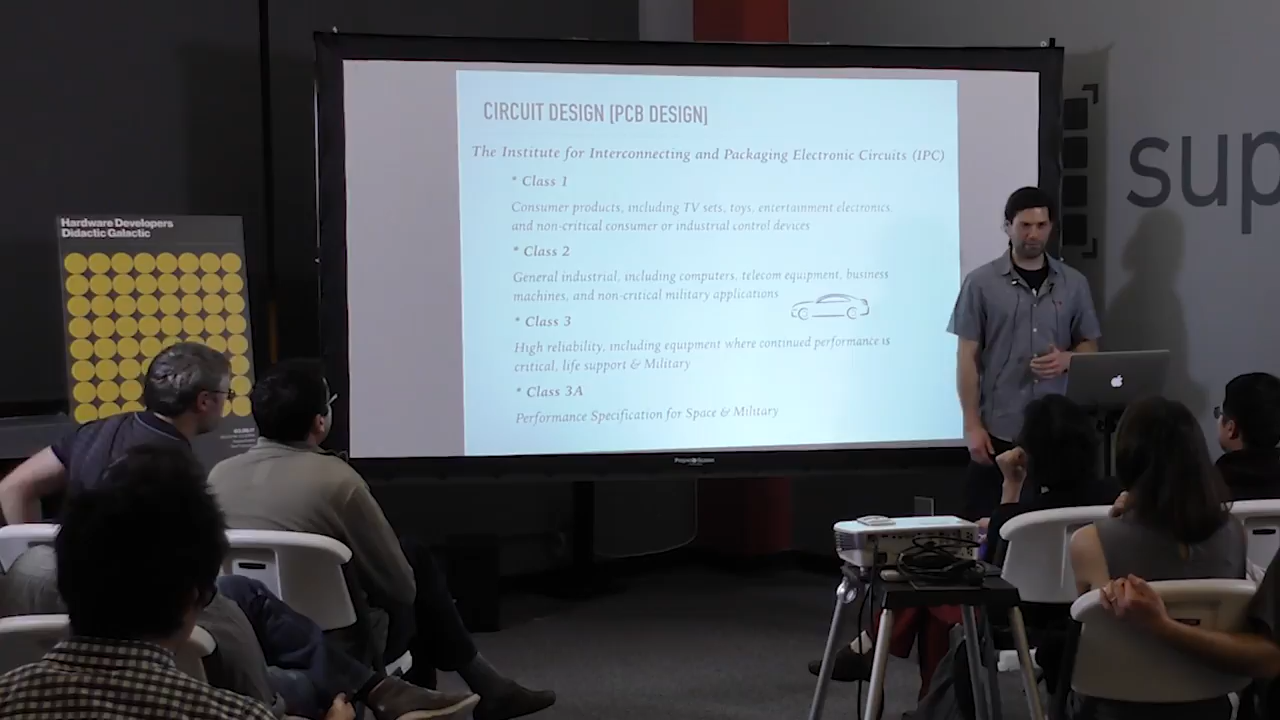 CIRCUIT DESIGN [PCB DESIGN]
The Institute for Interconnecting and Packaging Electronic Circuits (IPC)
* Class 1
Consumer products, including TV sets, toys, entertainment electronics,
and non-critical consumer or industrial control devices
* Class 2
General industrial, including computers, telecom equipment, business
machines, and non-critical military applications
* Class 3
High reliability, including equipment where continued performance is
critical, life support & Military
* Class 3A
Performance Specification for Space & Military
Hardware Developers
Didactic Galactic
sup